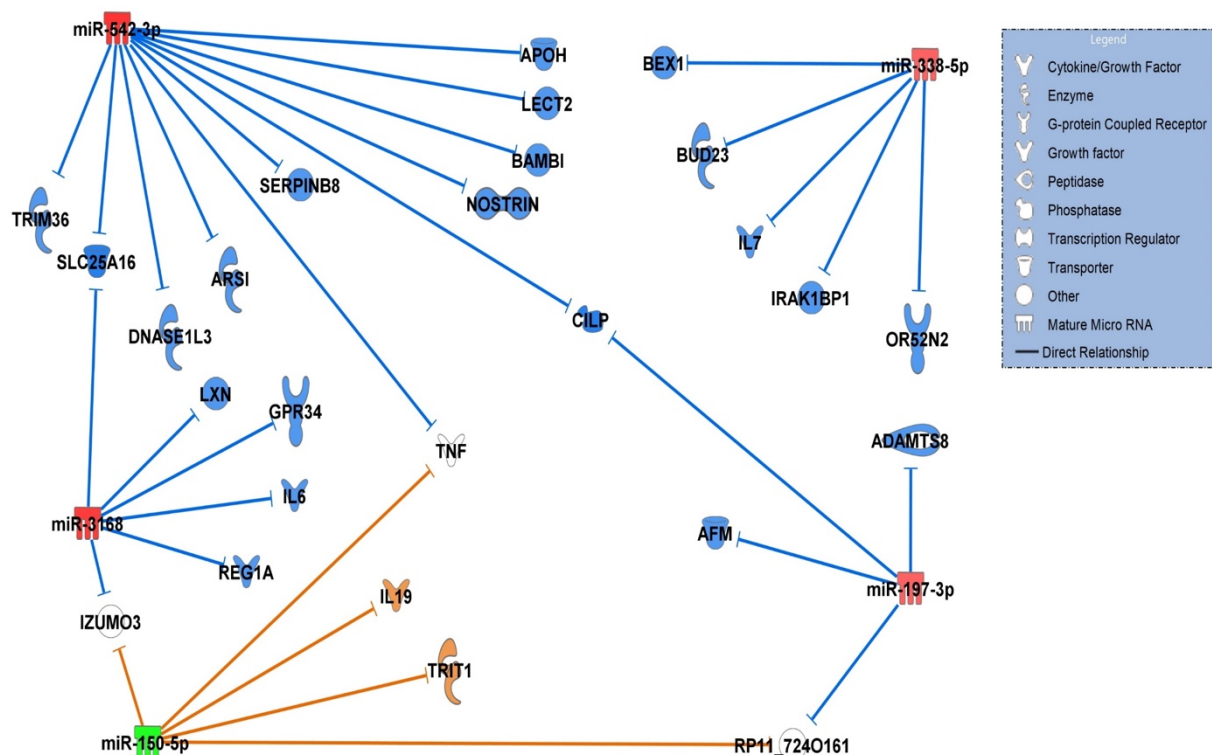 miR-542-3p
APOH
LECT2
BAMBI
SERPINB8
NOSTRIN
TRIM36
SLC25A16
ARSI
DNASE1L3
CILP
BEX1
miR-338-5p
BUD23
IL7
IRAK1BP1
OR52N2
LXN
GPR34
TNF
IL6
miR-3168
REG1A
IZUMO3
IL19
TRIT1
miR-150-5p
ADAMTS8
AFM
miR-197-3p
RP11_724O161
Legend
Cytokine/Growth Factor
Enzyme
G-protein Coupled Receptor
Growth factor
Peptidase
Phosphatase
Transcription Regulator
Transporter
Other
Mature Micro RNA
Direct Relationship